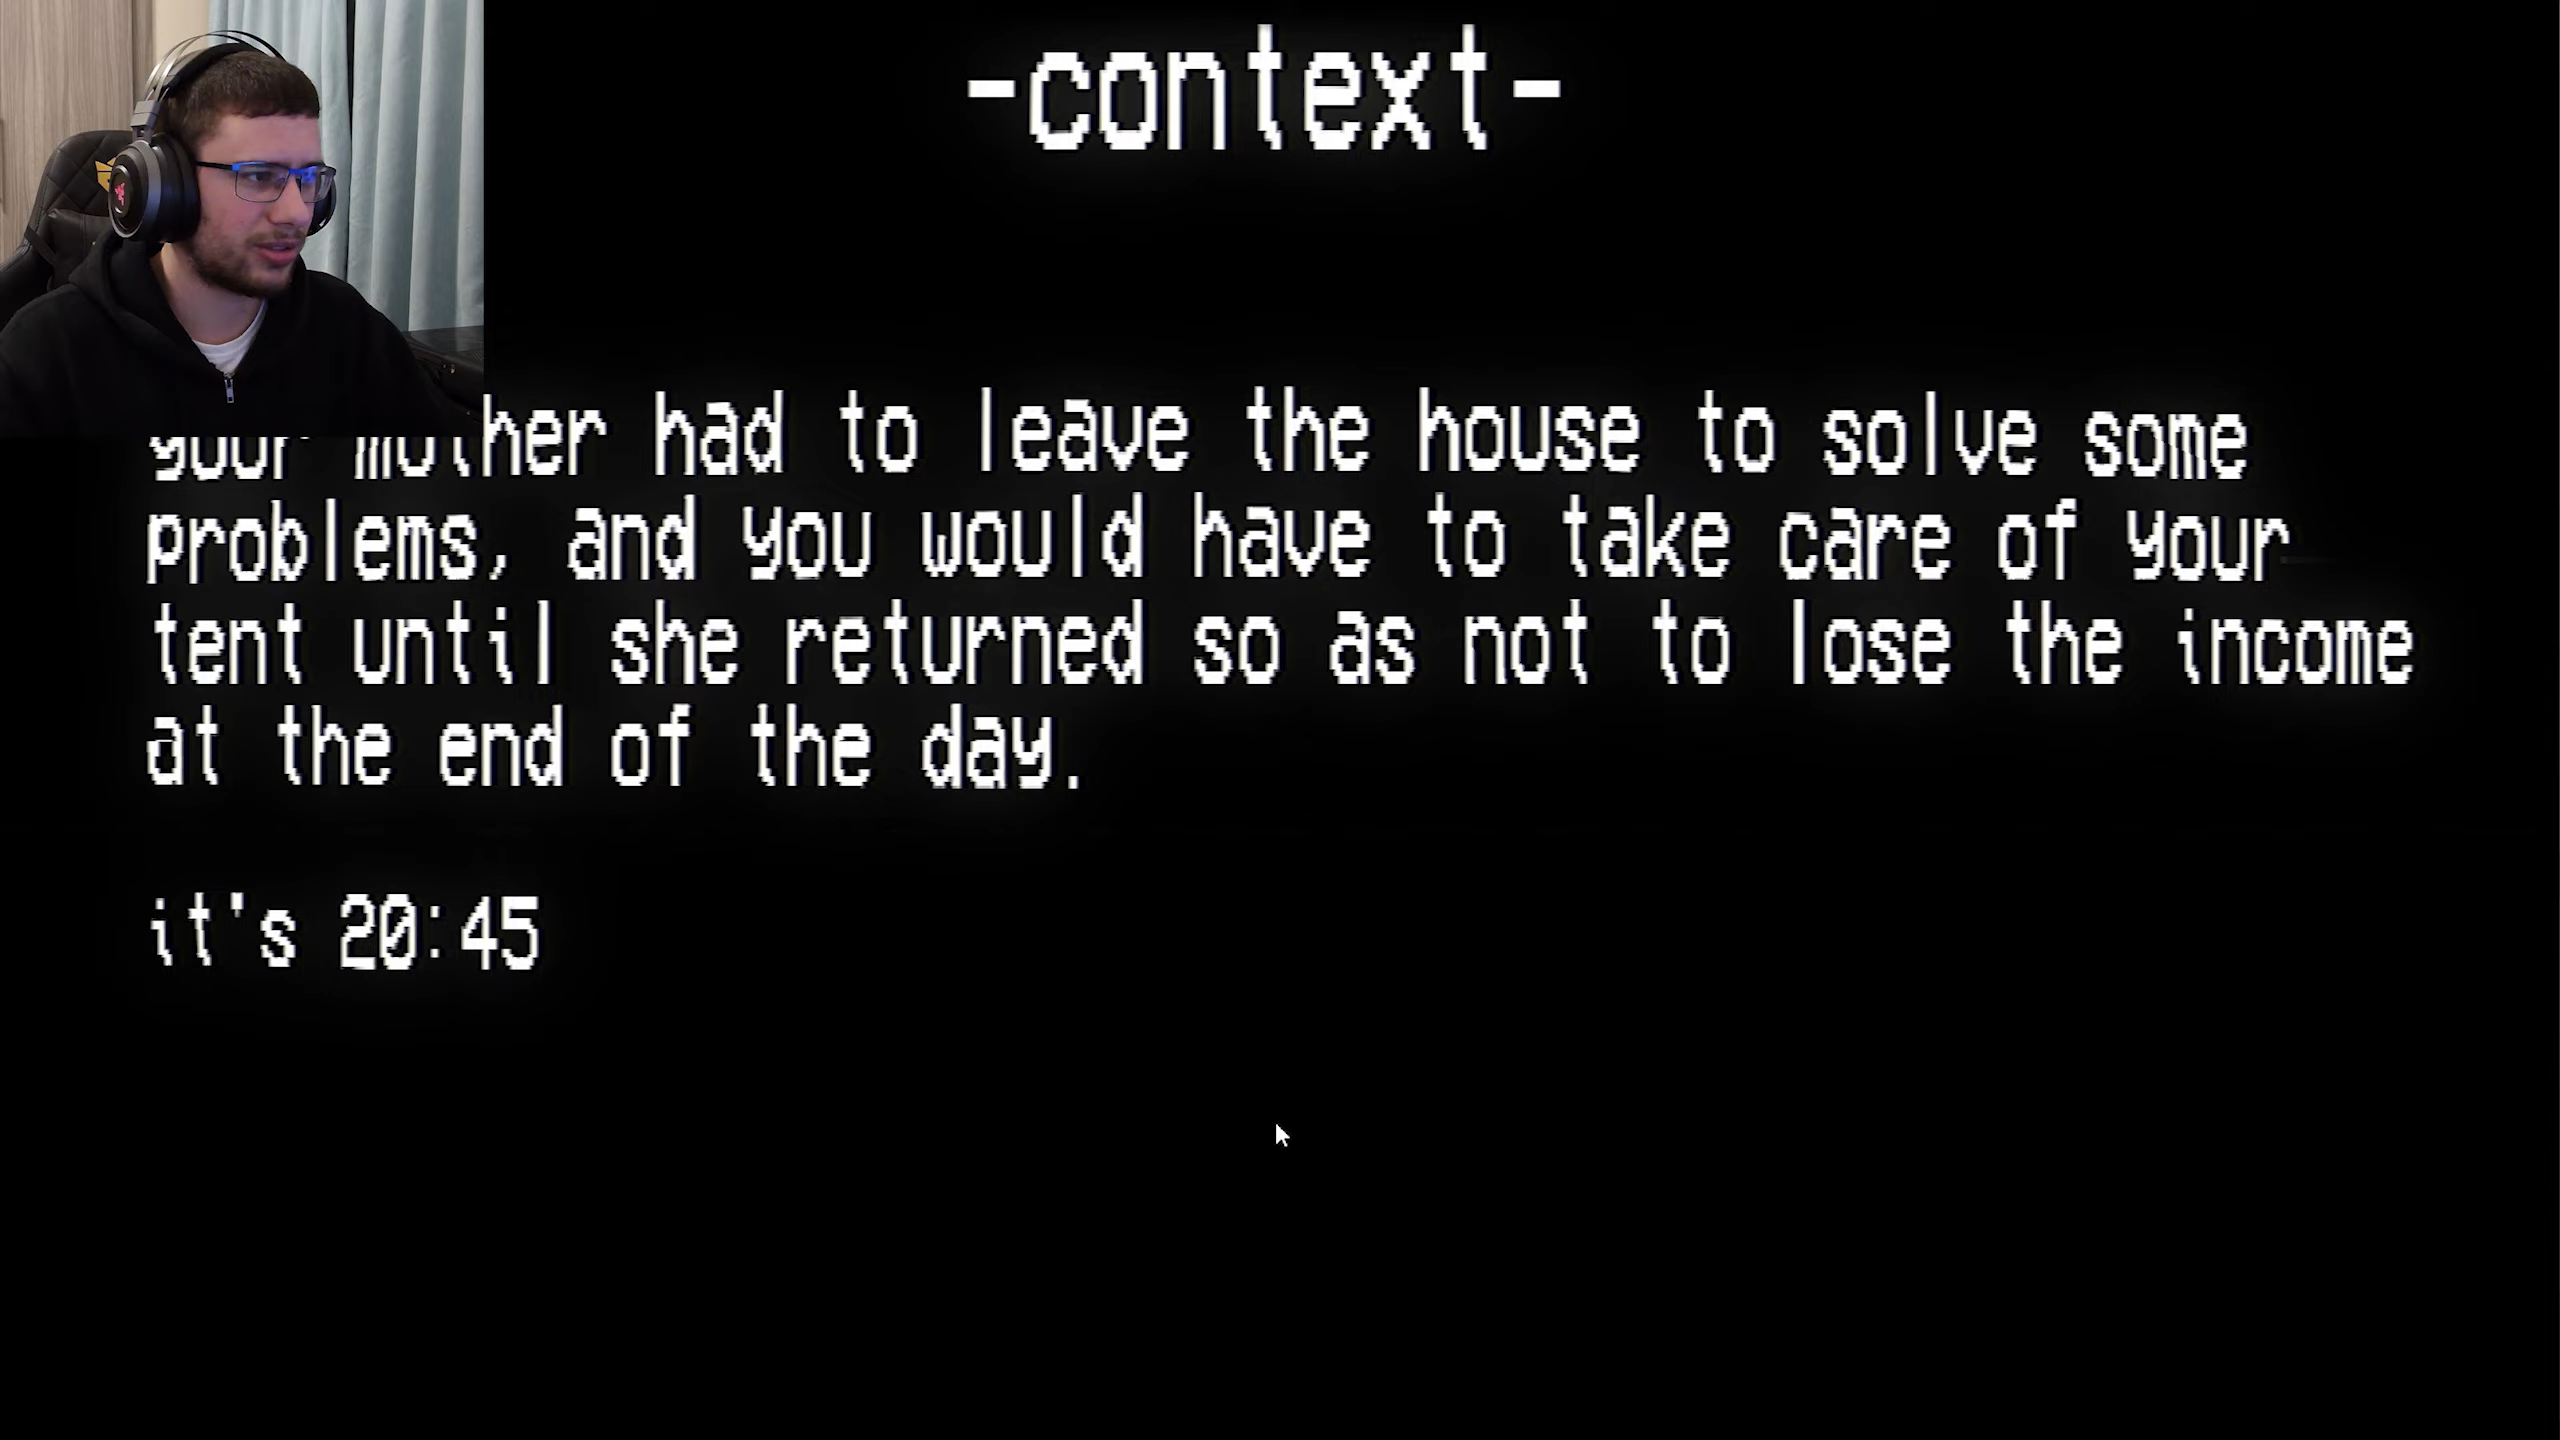 -context-
your mother had to leave the house to solve some
problems, and you would have to take care of your
tent until she returned so as not to lose the income
at the end of the day.
it's 20:45